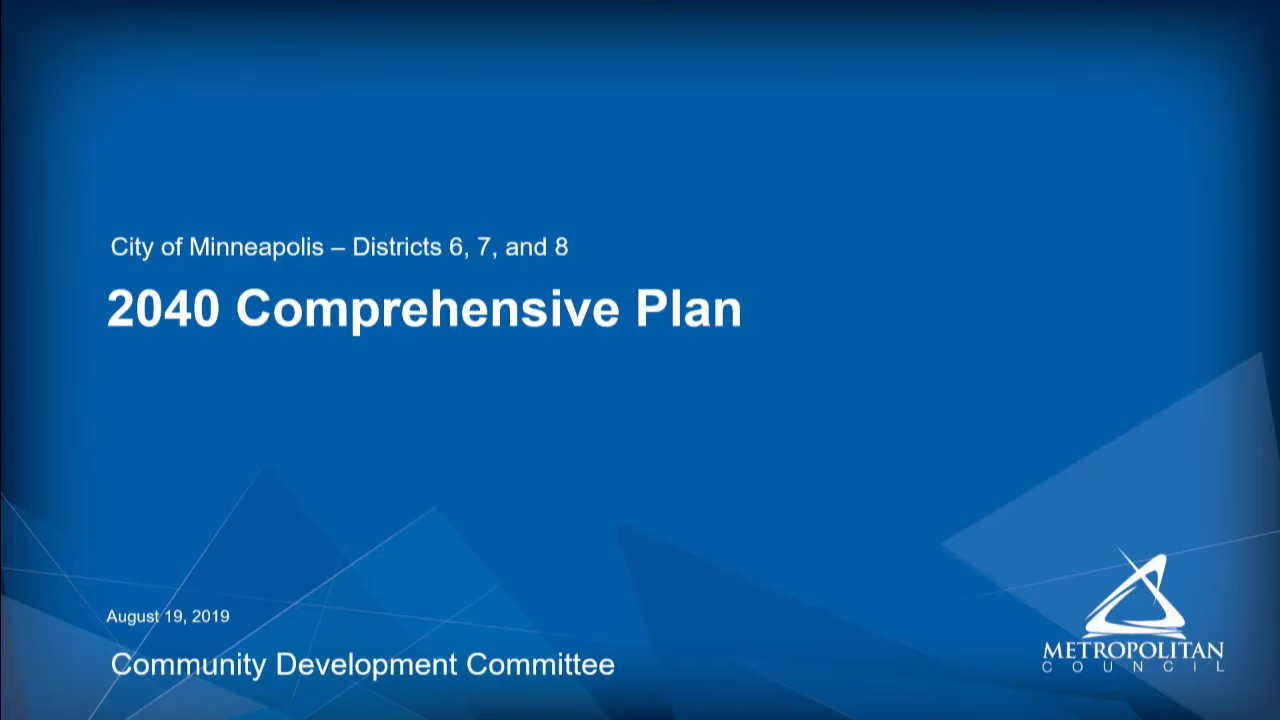 City of Minneapolis – Districts 6, 7, and 8
2040 Comprehensive Plan
August 19, 2019
Community Development Committee
METROPOLITAN
COUNCIL